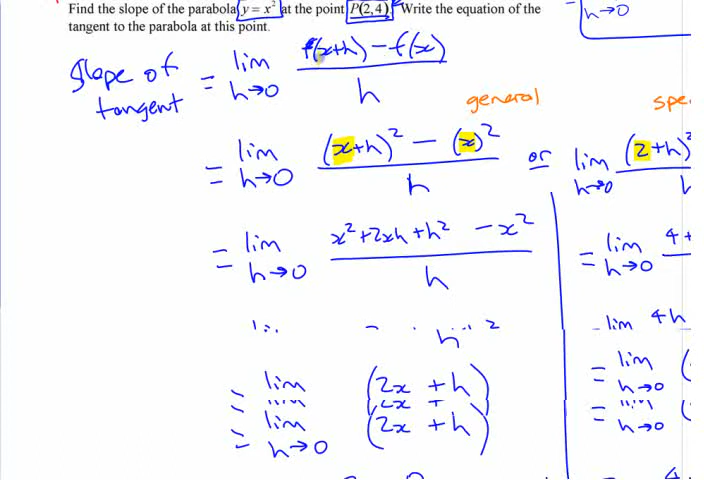 Find the slope of the parabola y = x² at the point P(2,4). Write the equation of the
tangent to the parabola at this point.
h→0
Slope of tangent = lim h→0 (f(x+h) − f(x)) / h
general
= lim h→0 ((x+h)² − (x)²) / h or lim h→0 (2+h)²
= lim h→0 (x² + 2xh + h² − x²) / h
= lim h→0 4+
h
lim 4h
= lim (2x + h)
= lim h→0 (
= lim h→0 (2x + h)
= h→0 (
4